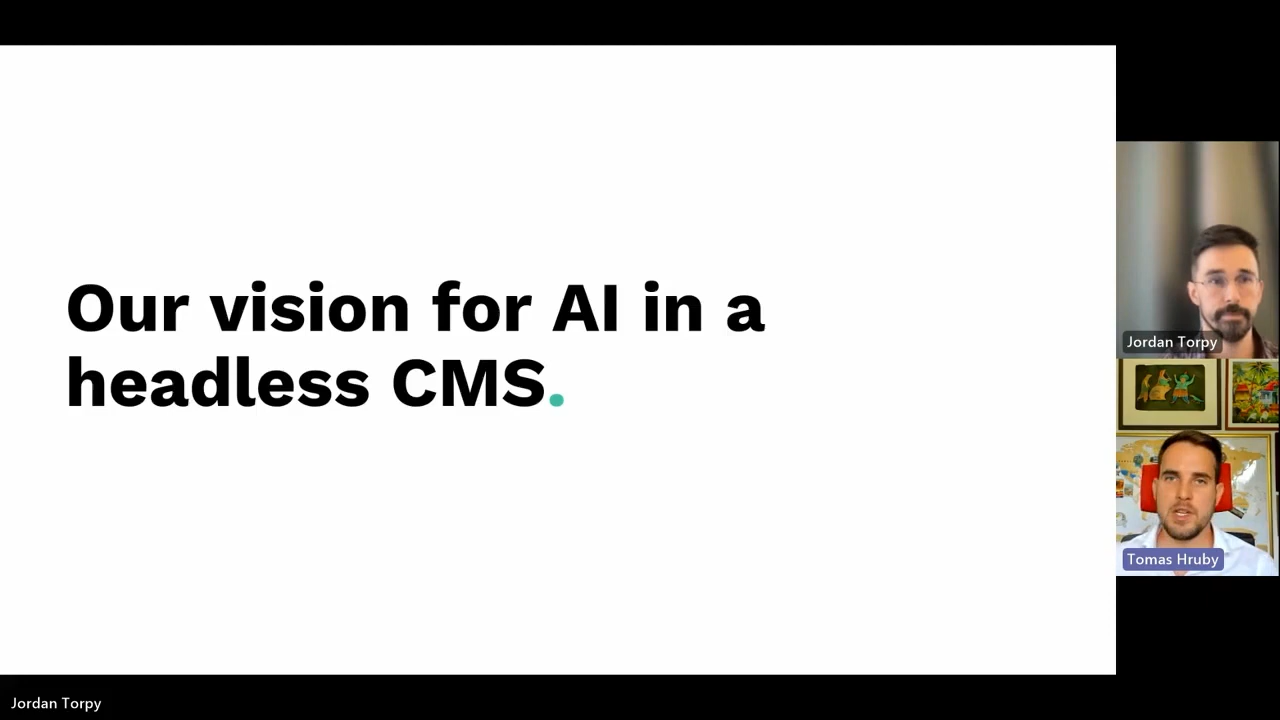 Our vision for AI in a
headless CMS.
Jordan Torpy
Tomas Hruby
Jordan Torpy